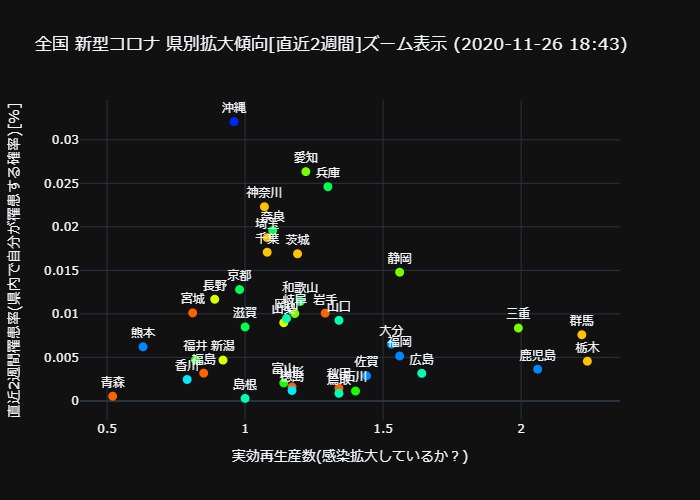 全国 新型コロナ 県別拡大傾向[直近2週間]ズーム表示 (2020-11-26 18:43)
直近2週間罹患率(県内で自分が罹患する確率)[%]
0.03
0.025
0.02
0.015
0.01
0.005
0
沖縄
愛知
兵庫
神奈川
奈良
埼玉
千葉
茨城
静岡
京都
長野
和歌山
宮城
岐阜
岩手
山口
滋賀
三重
群馬
熊本
大分
福岡
栃木
福井
新潟
鹿児島
香川
福島
佐賀
広島
富山
秋田
鳥取
石川
青森
島根
0.5
1
1.5
2
実効再生産数(感染拡大しているか？)